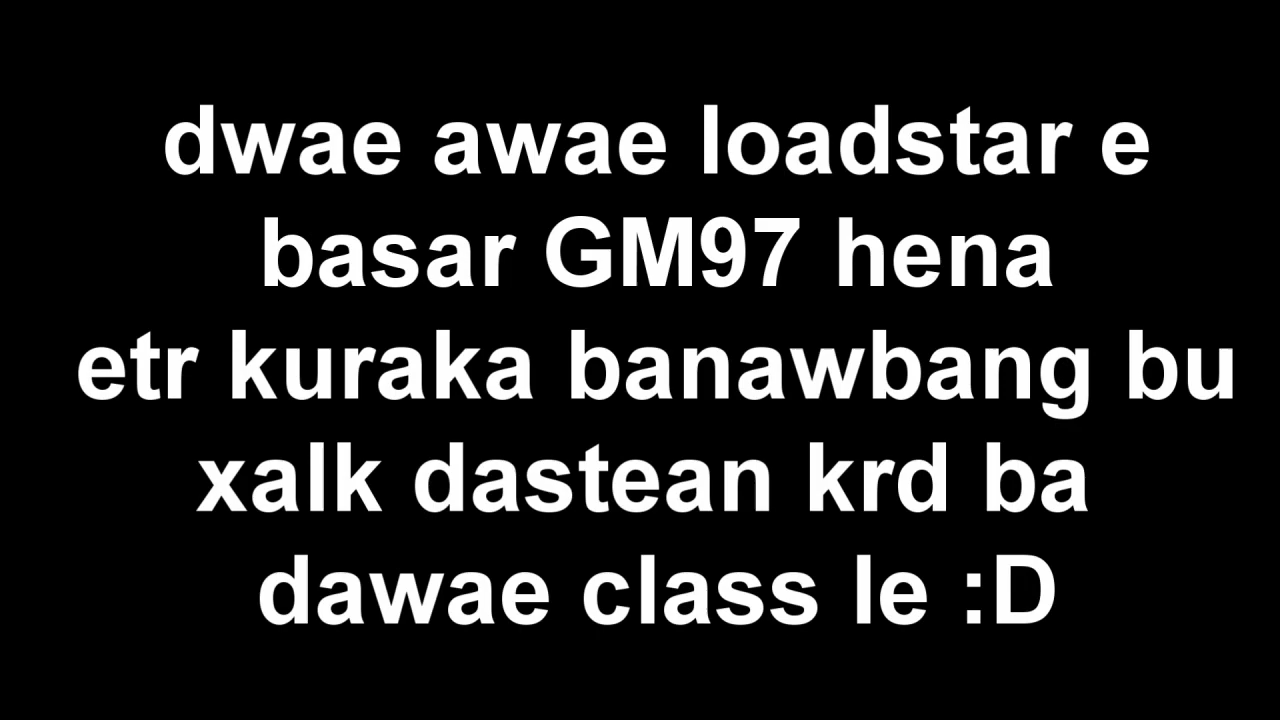 dwae awae loadstar e
basar GM97 hena
etr kuraka banawbang bu
xalk dastean krd ba
dawae class le :D